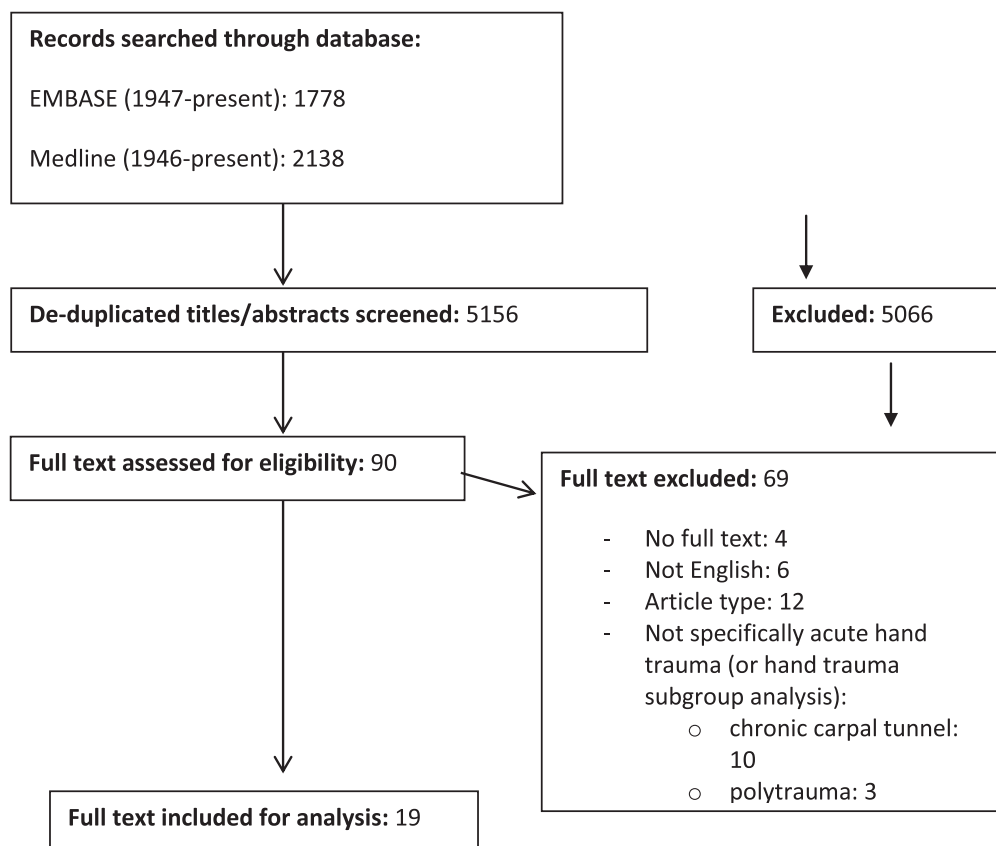 Records searched through database:
EMBASE (1947-present): 1778
Medline (1946-present): 2138
De-duplicated titles/abstracts screened: 5156
Excluded: 5066
Full text assessed for eligibility: 90
Full text excluded: 69
- No full text: 4
- Not English: 6
- Article type: 12
- Not specifically acute hand
trauma (or hand trauma
subgroup analysis):
o chronic carpal tunnel:
10
o polytrauma: 3
Full text included for analysis: 19